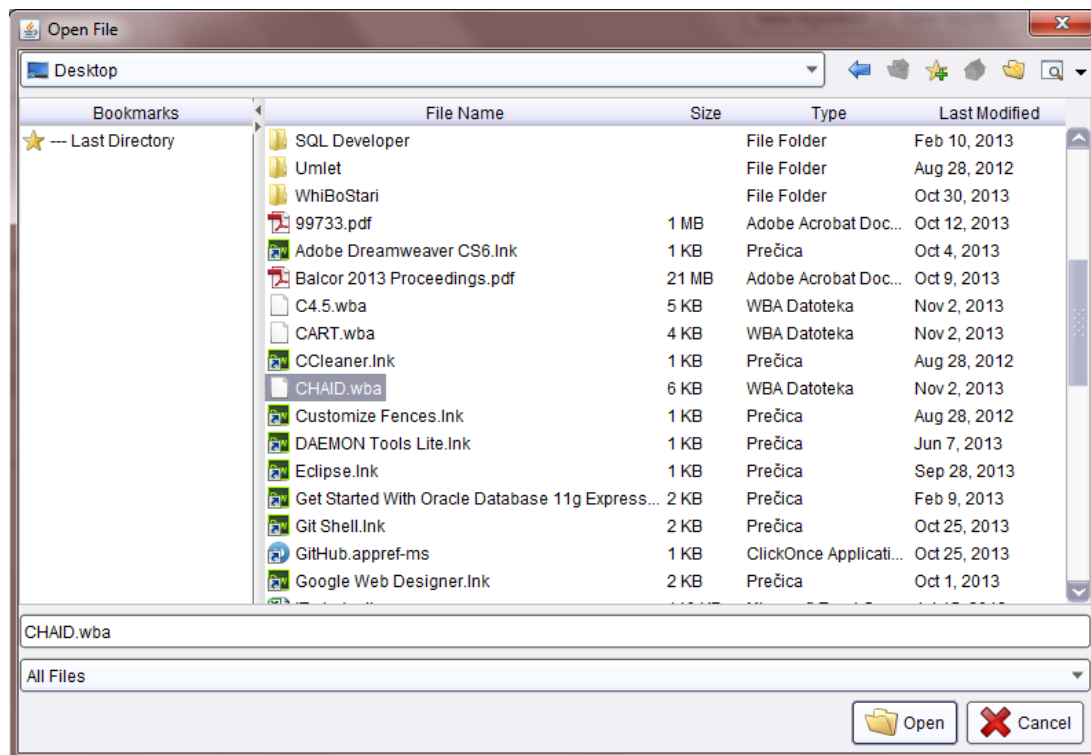 Open File
Desktop
Bookmarks File Name Size Type Last Modified
--- Last Directory
SQL Developer File Folder Feb 10, 2013
Umlet File Folder Aug 28, 2012
WhiBoStari File Folder Oct 30, 2013
99733.pdf 1 MB Adobe Acrobat Doc... Oct 12, 2013
Adobe Dreamweaver CS6.lnk 1 KB Prečica Oct 4, 2013
Balcor 2013 Proceedings.pdf 21 MB Adobe Acrobat Doc... Oct 9, 2013
C4.5.wba 5 KB WBA Datoteka Nov 2, 2013
CART.wba 4 KB WBA Datoteka Nov 2, 2013
CCleaner.lnk 1 KB Prečica Aug 28, 2012
CHAID.wba 6 KB WBA Datoteka Nov 2, 2013
Customize Fences.lnk 1 KB Prečica Aug 28, 2012
DAEMON Tools Lite.lnk 1 KB Prečica Jun 7, 2013
Eclipse.lnk 1 KB Prečica Sep 28, 2013
Get Started With Oracle Database 11g Express... 2 KB Prečica Feb 9, 2013
Git Shell.lnk 2 KB Prečica Oct 25, 2013
GitHub.appref-ms 1 KB ClickOnce Applicati... Oct 25, 2013
Google Web Designer.lnk 2 KB Prečica Oct 1, 2013
CHAID.wba
All Files
Open Cancel